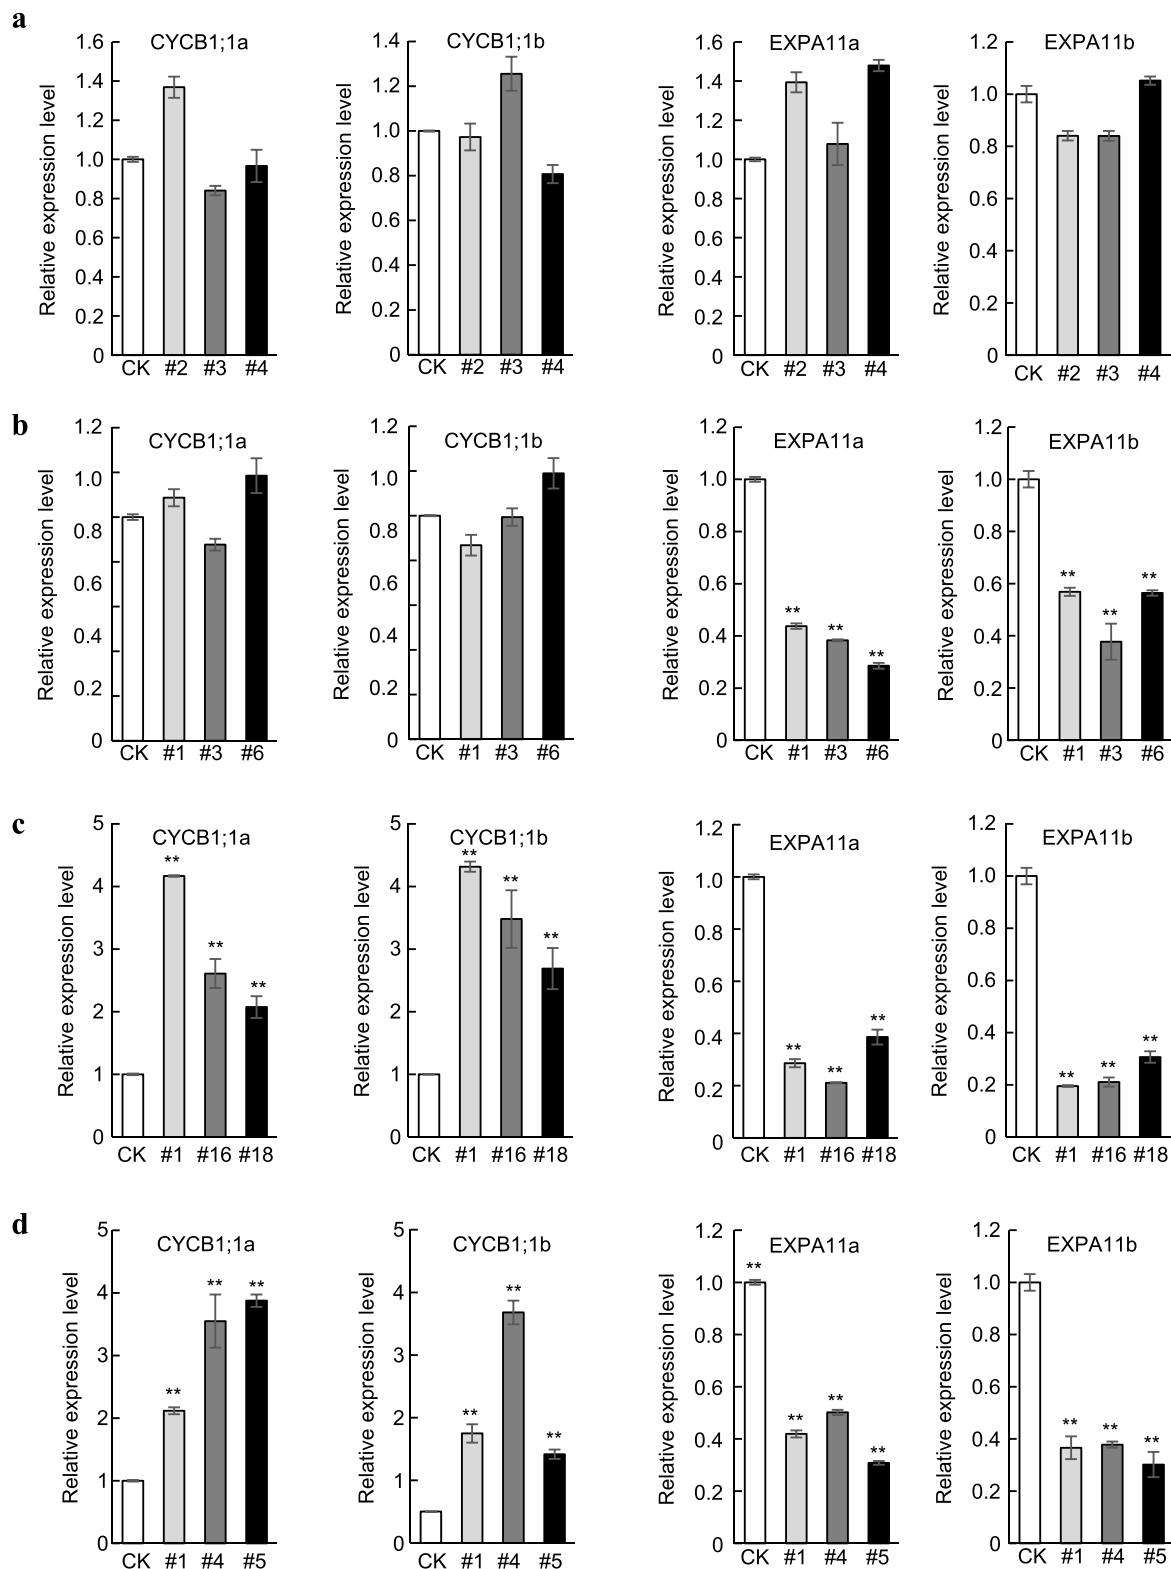 a
CYCB1;1a
Relative expression level
1.6
1.4
1.2
1.0
0.8
0.6
0.4
0.2
0
CK #2 #3 #4
CYCB1;1b
Relative expression level
1.4
1.2
1.0
0.8
0.6
0.4
0.2
0
CK #2 #3 #4
EXPA11a
Relative expression level
1.6
1.4
1.2
1.0
0.8
0.6
0.4
0.2
0
CK #2 #3 #4
EXPA11b
Relative expression level
1.2
1.0
0.8
0.6
0.4
0.2
0
CK #2 #3 #4
b
CYCB1;1a
Relative expression level
1.2
1.0
0.8
0.6
0.4
0.2
0
CK #1 #3 #6
CYCB1;1b
Relative expression level
1.2
1.0
0.8
0.6
0.4
0.2
0
CK #1 #3 #6
EXPA11a
Relative expression level
1.2
1.0
0.8
0.6
0.4
0.2
0
** ** **
CK #1 #3 #6
EXPA11b
Relative expression level
1.2
1.0
0.8
0.6
0.4
0.2
0
** ** **
CK #1 #3 #6
c
CYCB1;1a
Relative expression level
5
4
3
2
1
0
** ** **
CK #1 #16 #18
CYCB1;1b
Relative expression level
5
4
3
2
1
0
** ** **
CK #1 #16 #18
EXPA11a
Relative expression level
1.2
1.0
0.8
0.6
0.4
0.2
0
** ** **
CK #1 #16 #18
EXPA11b
Relative expression level
1.2
1.0
0.8
0.6
0.4
0.2
0
** ** **
CK #1 #16 #18
d
CYCB1;1a
Relative expression level
5
4
3
2
1
0
** ** **
CK #1 #4 #5
CYCB1;1b
Relative expression level
5
4
3
2
1
0
** ** **
CK #1 #4 #5
EXPA11a
Relative expression level
1.2
1.0
0.8
0.6
0.4
0.2
0
** ** ** **
CK #1 #4 #5
EXPA11b
Relative expression level
1.2
1.0
0.8
0.6
0.4
0.2
0
** ** **
CK #1 #4 #5